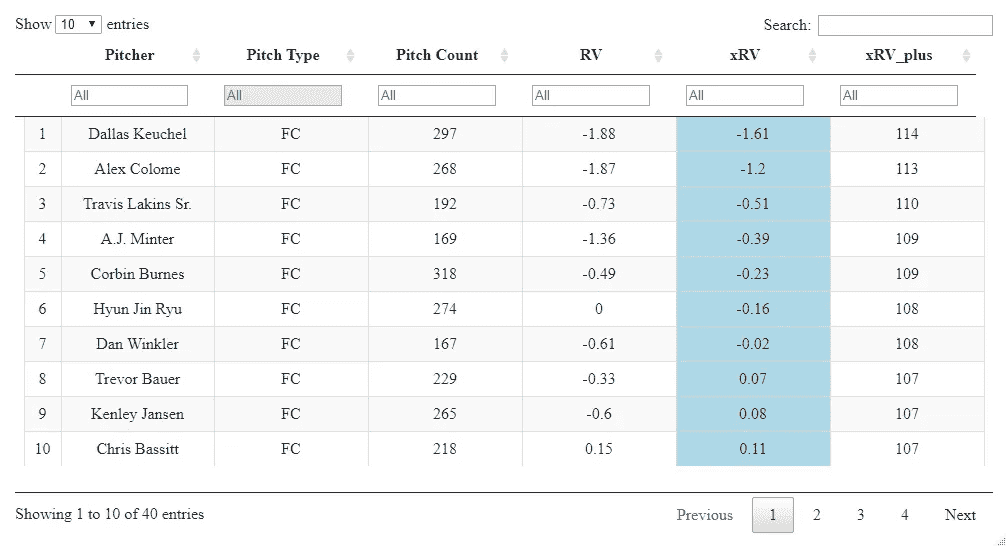 Show 10 entries Search:
Pitcher Pitch Type Pitch Count RV xRV xRV_plus
All All All All All All
1 Dallas Keuchel FC 297 -1.88 -1.61 114
2 Alex Colome FC 268 -1.87 -1.2 113
3 Travis Lakins Sr. FC 192 -0.73 -0.51 110
4 A.J. Minter FC 169 -1.36 -0.39 109
5 Corbin Burnes FC 318 -0.49 -0.23 109
6 Hyun Jin Ryu FC 274 0 -0.16 108
7 Dan Winkler FC 167 -0.61 -0.02 108
8 Trevor Bauer FC 229 -0.33 0.07 107
9 Kenley Jansen FC 265 -0.6 0.08 107
10 Chris Bassitt FC 218 0.15 0.11 107
Showing 1 to 10 of 40 entries Previous 1 2 3 4 Next